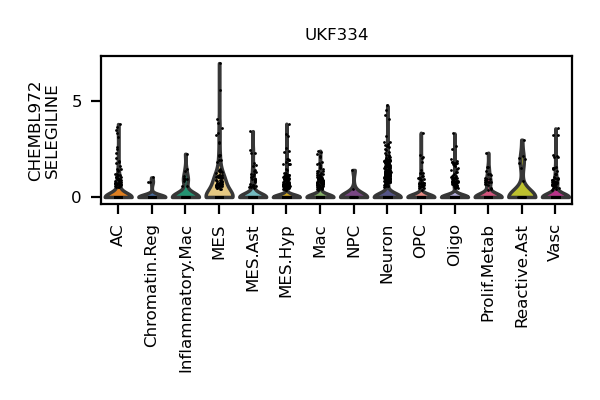 UKF334
CHEMBL972
SELEGILINE
5
0
AC
Chromatin.Reg
Inflammatory.Mac
MES
MES.Ast
MES.Hyp
Mac
NPC
Neuron
OPC
Oligo
Prolif.Metab
Reactive.Ast
Vasc